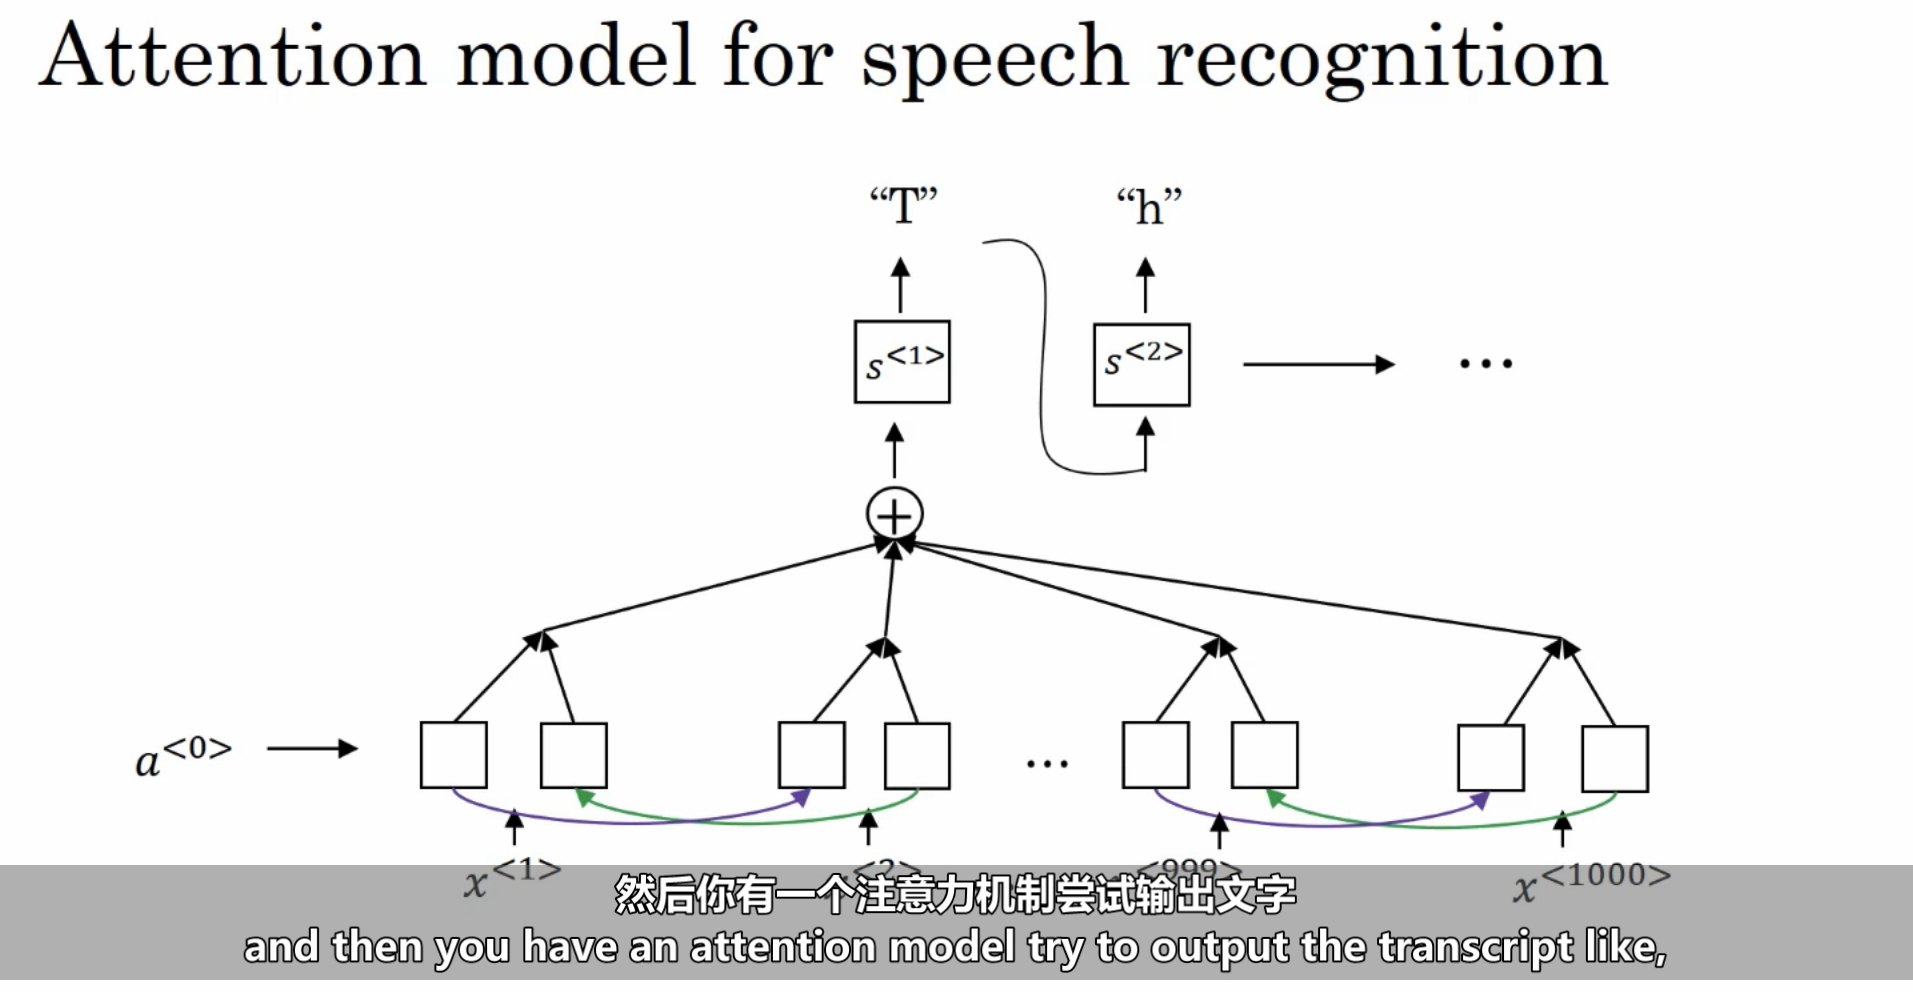 Attention model for speech recognition
“T” “h”
s<1> s<2> ...
+
a<0> ...
x<1> <2> <999> x<1000>
然后你有一个注意力机制尝试输出文字
and then you have an attention model try to output the transcript like,